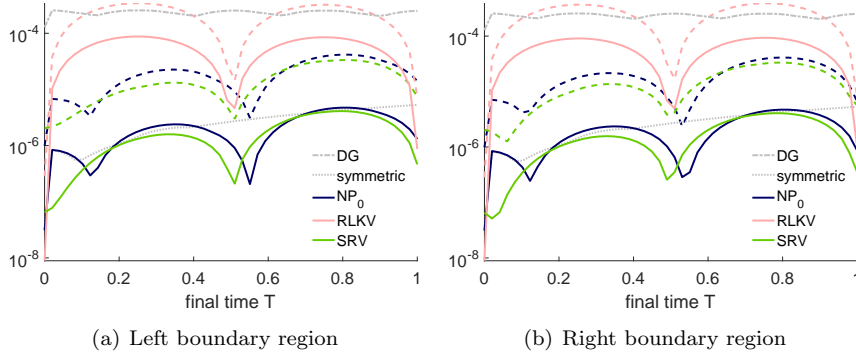 10^-4
10^-6
10^-8
DG
symmetric
NP_0
RLKV
SRV
0 0.2 0.4 0.6 0.8 1
final time T
(a) Left boundary region
10^-4
10^-6
10^-8
DG
symmetric
NP_0
RLKV
SRV
0 0.2 0.4 0.6 0.8 1
final time T
(b) Right boundary region